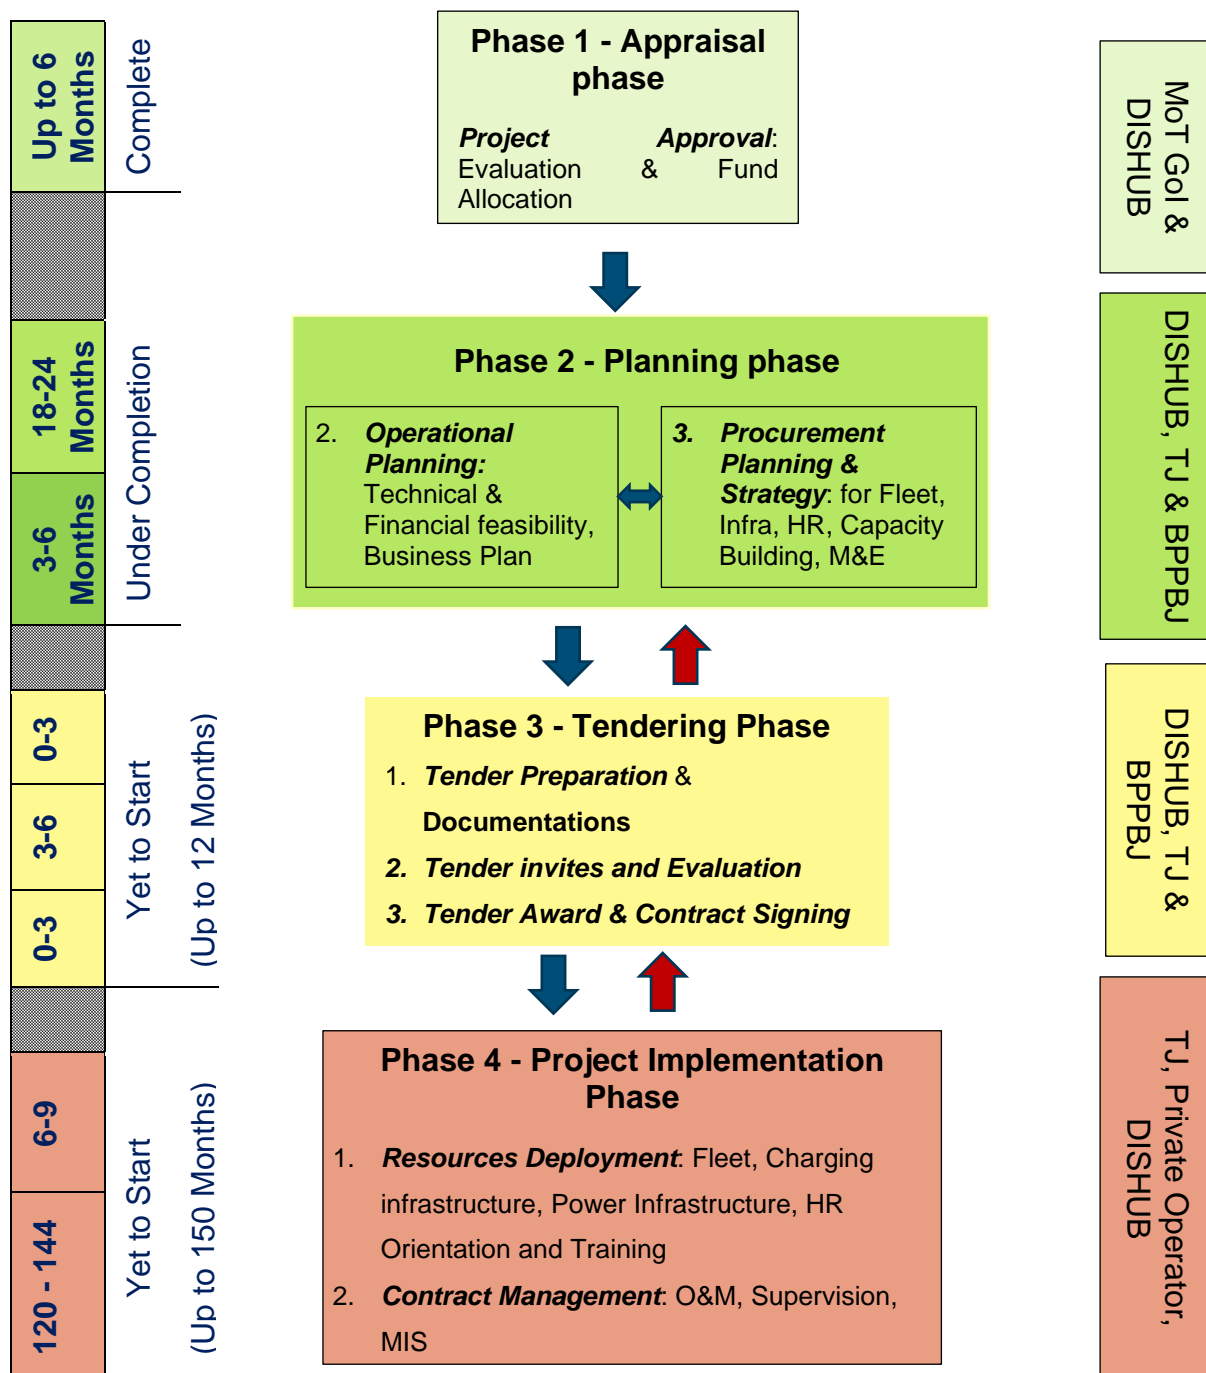 Up to 6
Months
Complete
Phase 1 - Appraisal
phase
Project Approval:
Evaluation & Fund
Allocation
MoT GoI &
DISHUB
18-24
Months
3-6
Months
Under Completion
Phase 2 - Planning phase
2. Operational
Planning:
Technical &
Financial feasibility,
Business Plan
3. Procurement
Planning &
Strategy: for Fleet,
Infra, HR, Capacity
Building, M&E
DISHUB, TJ & BPPBJ
0-3
3-6
0-3
Yet to Start
(Up to 12 Months)
Phase 3 - Tendering Phase
1. Tender Preparation &
Documentations
2. Tender invites and Evaluation
3. Tender Award & Contract Signing
DISHUB, TJ &
BPPBJ
6-9
120 - 144
Yet to Start
(Up to 150 Months)
Phase 4 - Project Implementation
Phase
1. Resources Deployment: Fleet, Charging
infrastructure, Power Infrastructure, HR
Orientation and Training
2. Contract Management: O&M, Supervision,
MIS
TJ, Private Operator,
DISHUB